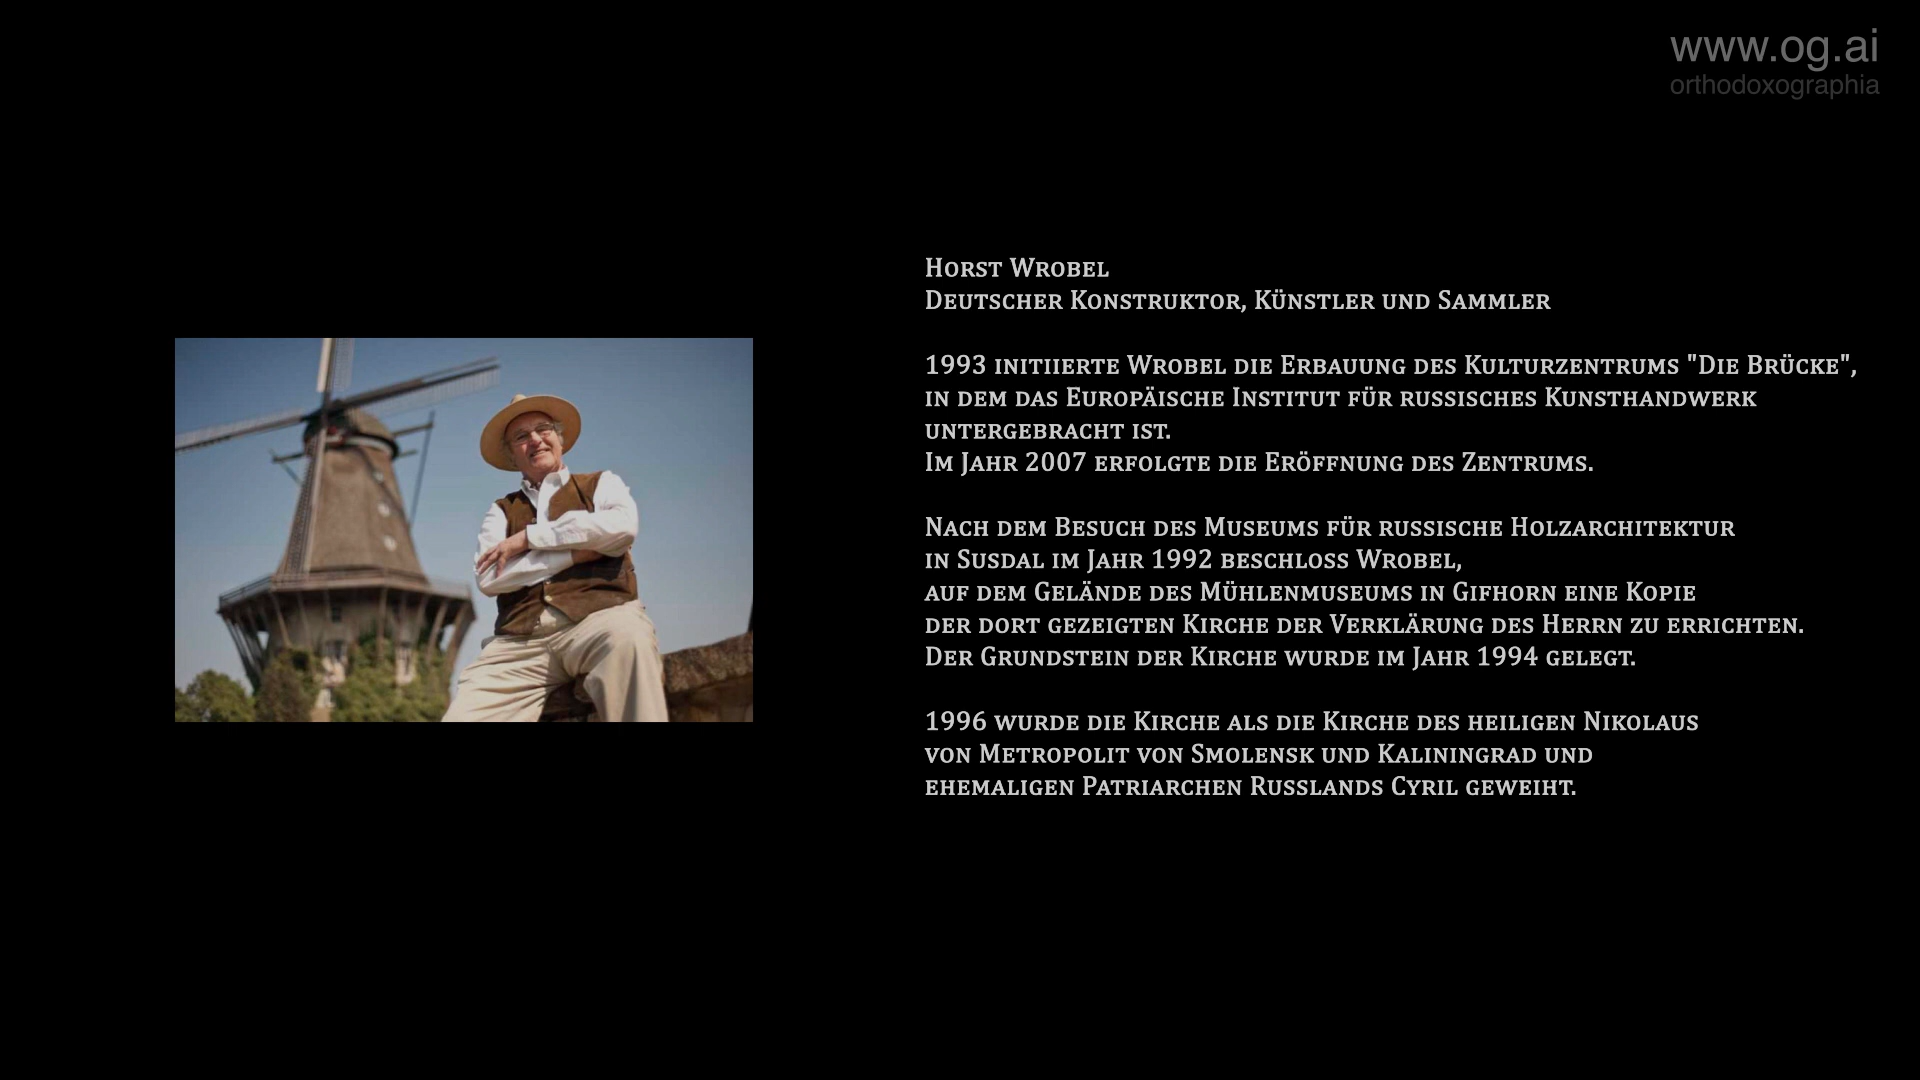 www.og.ai
orthodoxographia
Horst Wrobel
Deutscher Konstruktor, Künstler und Sammler
1993 initiierte Wrobel die Erbauung des Kulturzentrums "Die Brücke",
in dem das Europäische Institut für russisches Kunsthandwerk
untergebracht ist.
Im Jahr 2007 erfolgte die Eröffnung des Zentrums.
Nach dem Besuch des Museums für russische Holzarchitektur
in Susdal im Jahr 1992 beschloss Wrobel,
auf dem Gelände des Mühlenmuseums in Gifhorn eine Kopie
der dort gezeigten Kirche der Verklärung des Herrn zu errichten.
Der Grundstein der Kirche wurde im Jahr 1994 gelegt.
1996 wurde die Kirche als die Kirche des heiligen Nikolaus
von Metropolit von Smolensk und Kaliningrad und
ehemaligen Patriarchen Russlands Cyril geweiht.